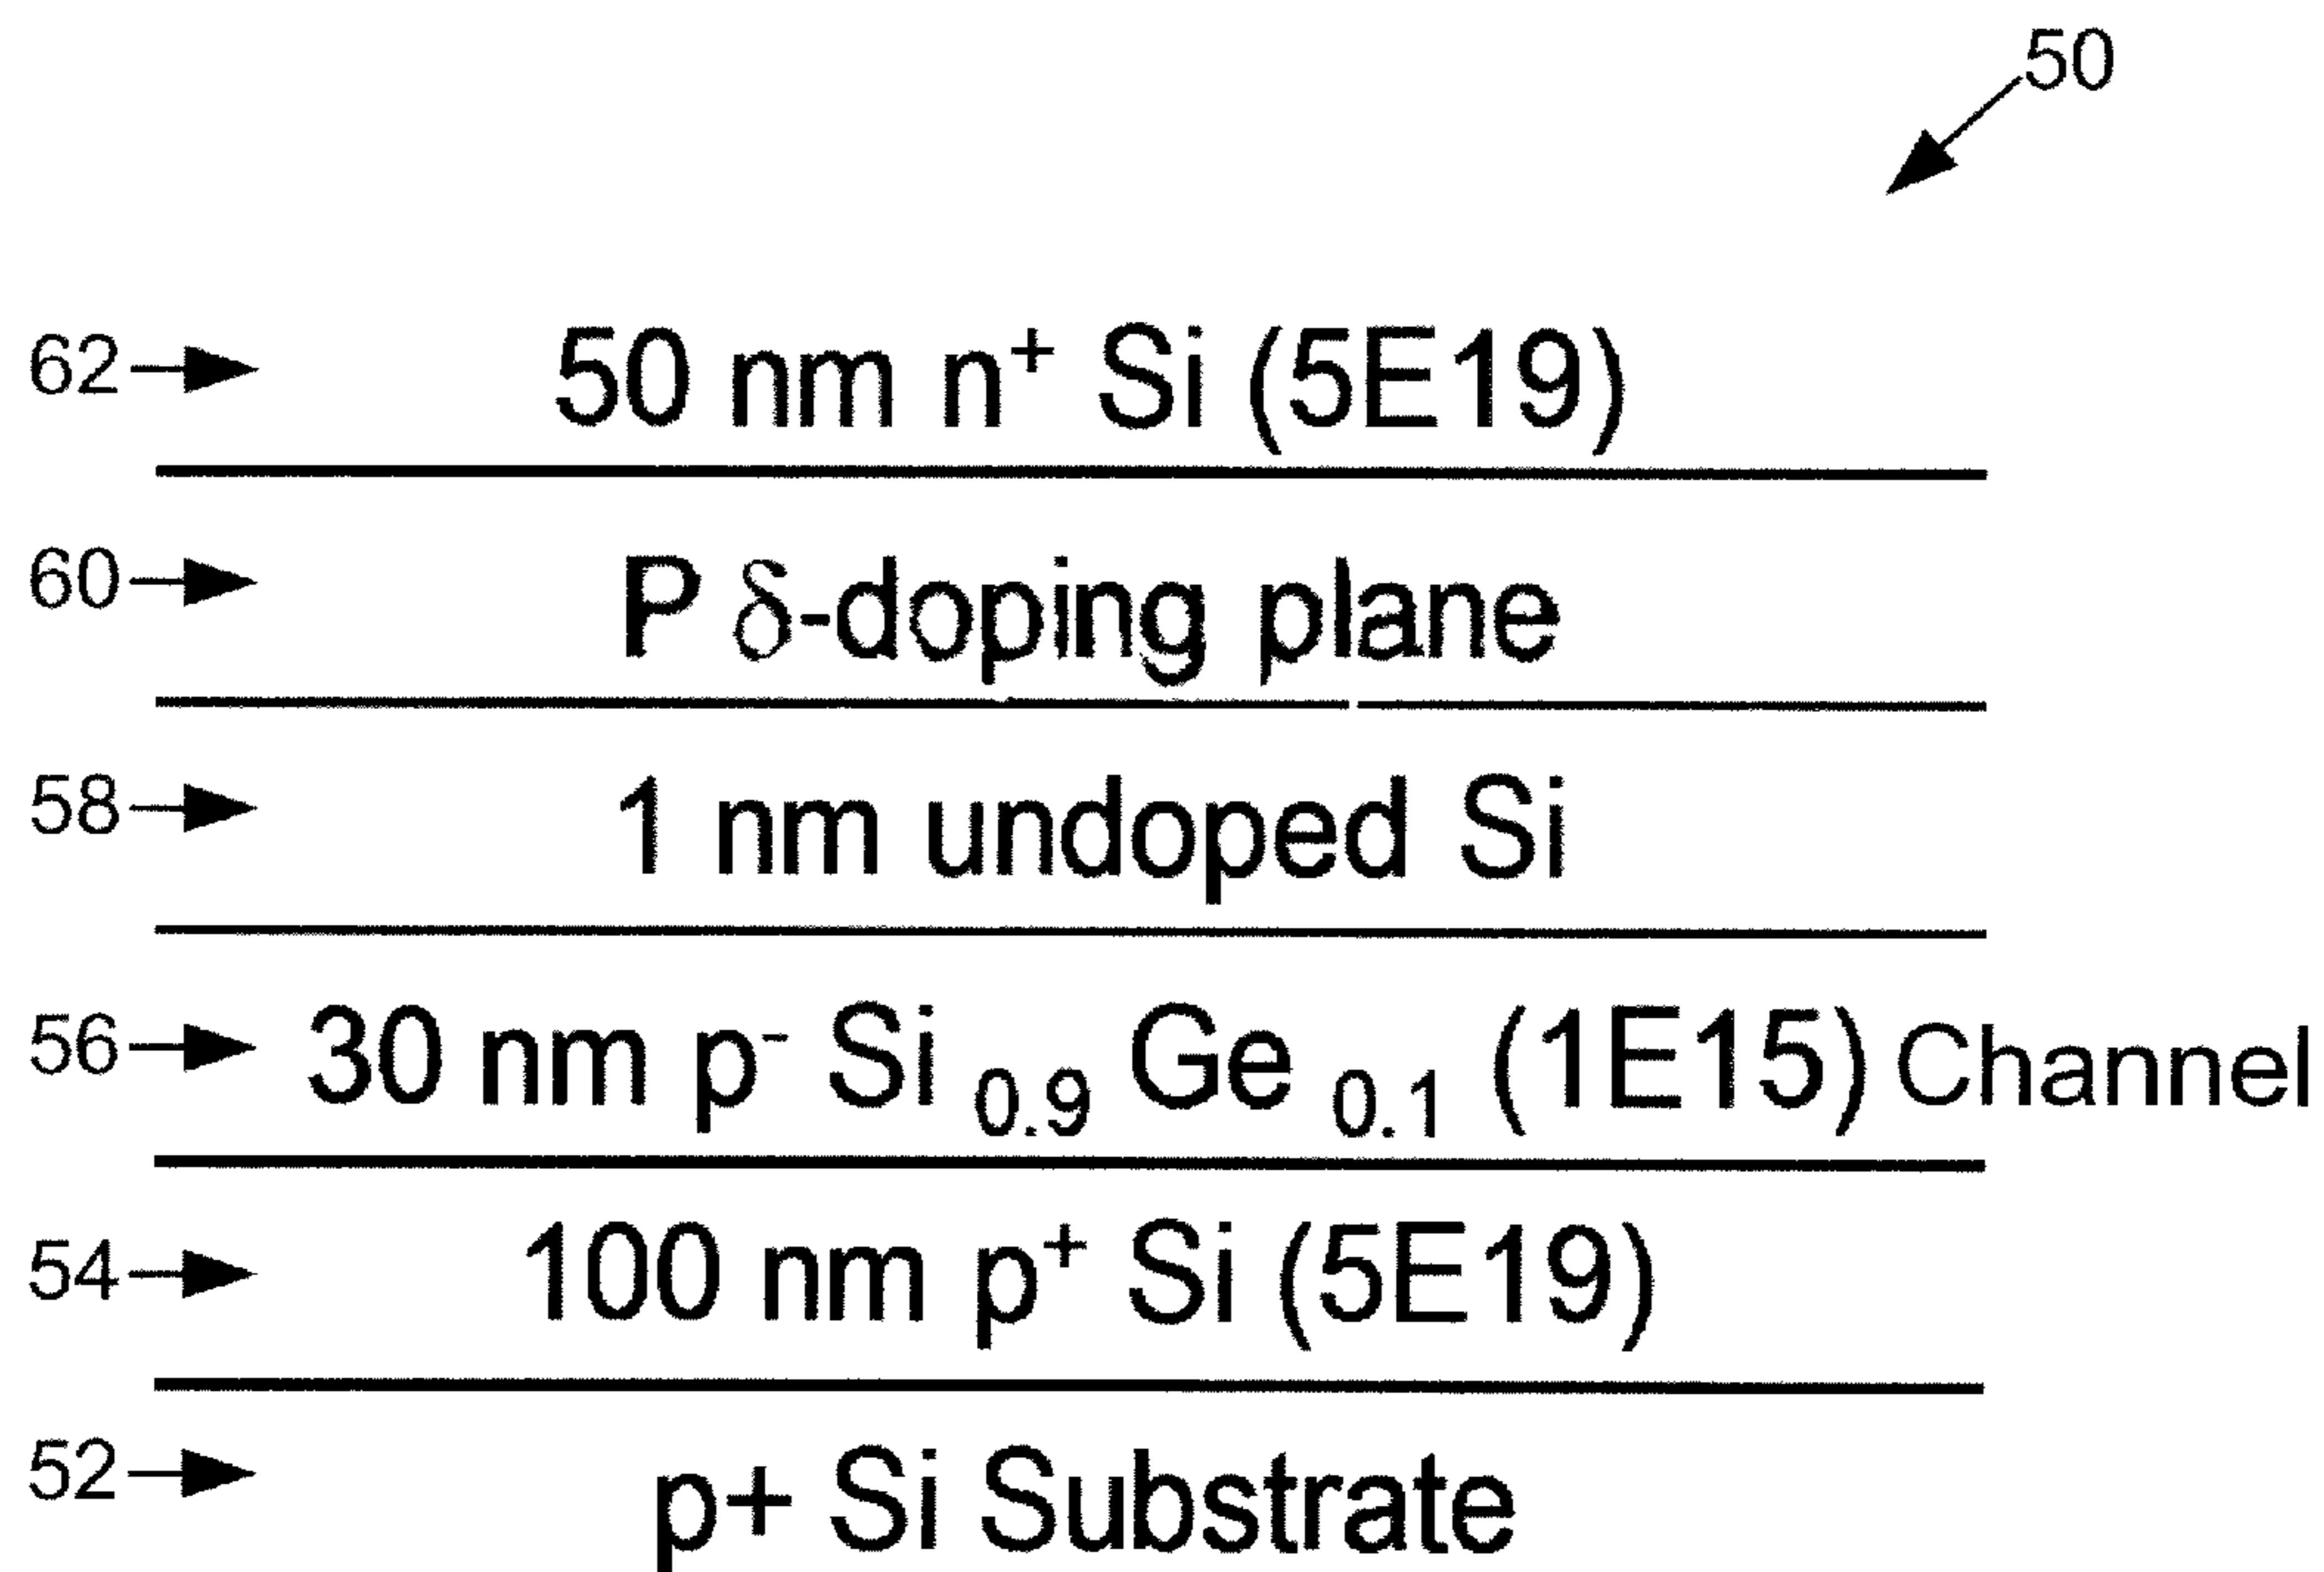 50
62 50 nm n⁺ Si (5E19)
60 P δ-doping plane
58 1 nm undoped Si
56 30 nm p⁻ Si 0.9 Ge 0.1 (1E15) Channel
54 100 nm p⁺ Si (5E19)
52 p+ Si Substrate